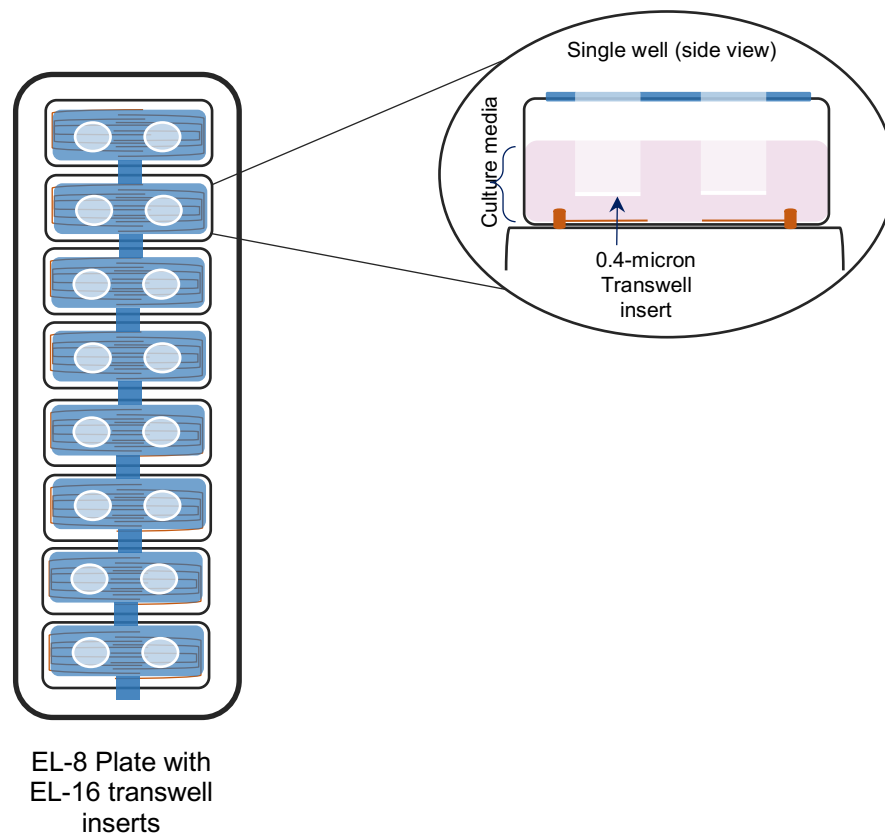 Single well (side view)
Culture media
0.4-micron
Transwell
insert
EL-8 Plate with
EL-16 transwell
inserts